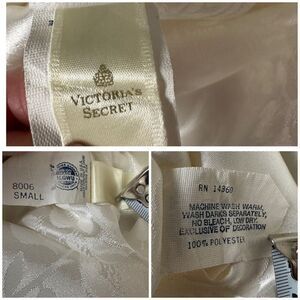 VICTORIA'S
SECRET
8006
SMALL
RN 14960
MACHINE WASH WARM,
WASH DARKS SEPARATELY,
NO BLEACH, LOW DRY.
EXCLUSIVE OF DECORATION
100% POLYESTER